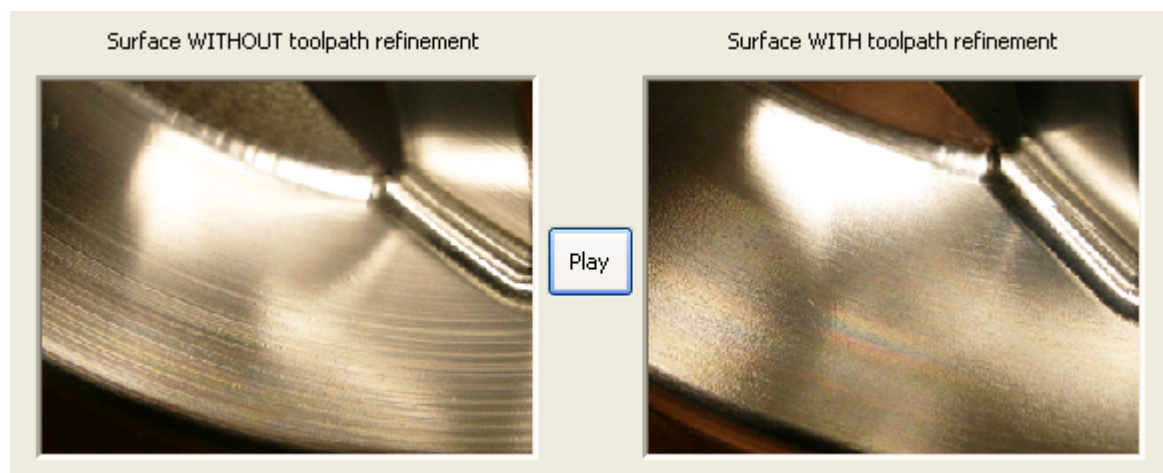 Surface WITHOUT toolpath refinement
Surface WITH toolpath refinement
Play